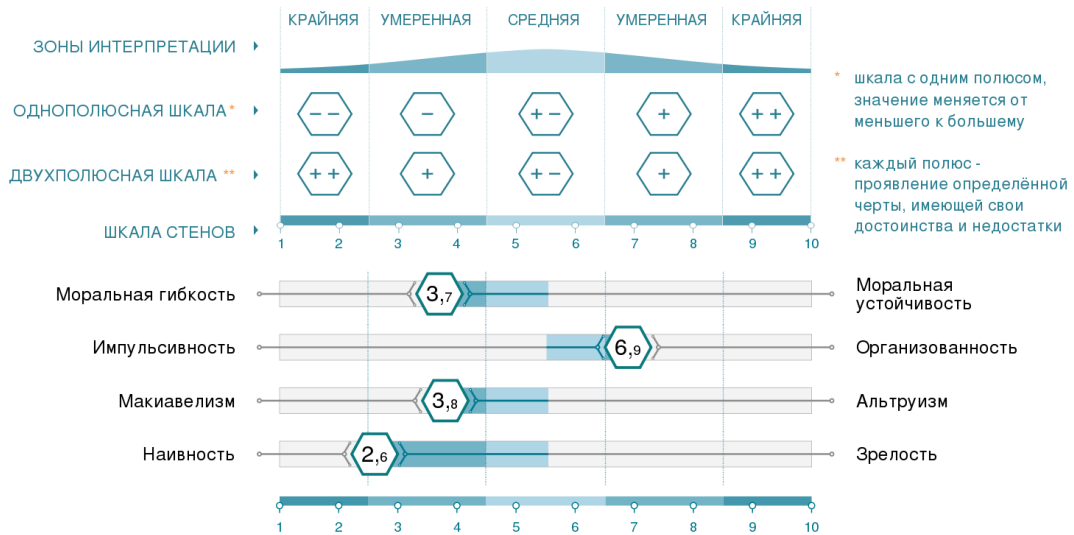 КРАЙНЯЯ УМЕРЕННАЯ СРЕДНЯЯ УМЕРЕННАЯ КРАЙНЯЯ
ЗОНЫ ИНТЕРПРЕТАЦИИ
ОДНОПОЛЮСНАЯ ШКАЛА *
− − − + − + + +
* шкала с одним полюсом,
значение меняется от
меньшего к большему
ДВУХПОЛЮСНАЯ ШКАЛА **
+ + + + − + + +
** каждый полюс -
проявление определённой
черты, имеющей свои
достоинства и недостатки
ШКАЛА СТЕНОВ
1 2 3 4 5 6 7 8 9 10
Моральная гибкость 3,7 Моральная
устойчивость
Импульсивность 6,9 Организованность
Макиавелизм 3,8 Альтруизм
Наивность 2,6 Зрелость
1 2 3 4 5 6 7 8 9 10